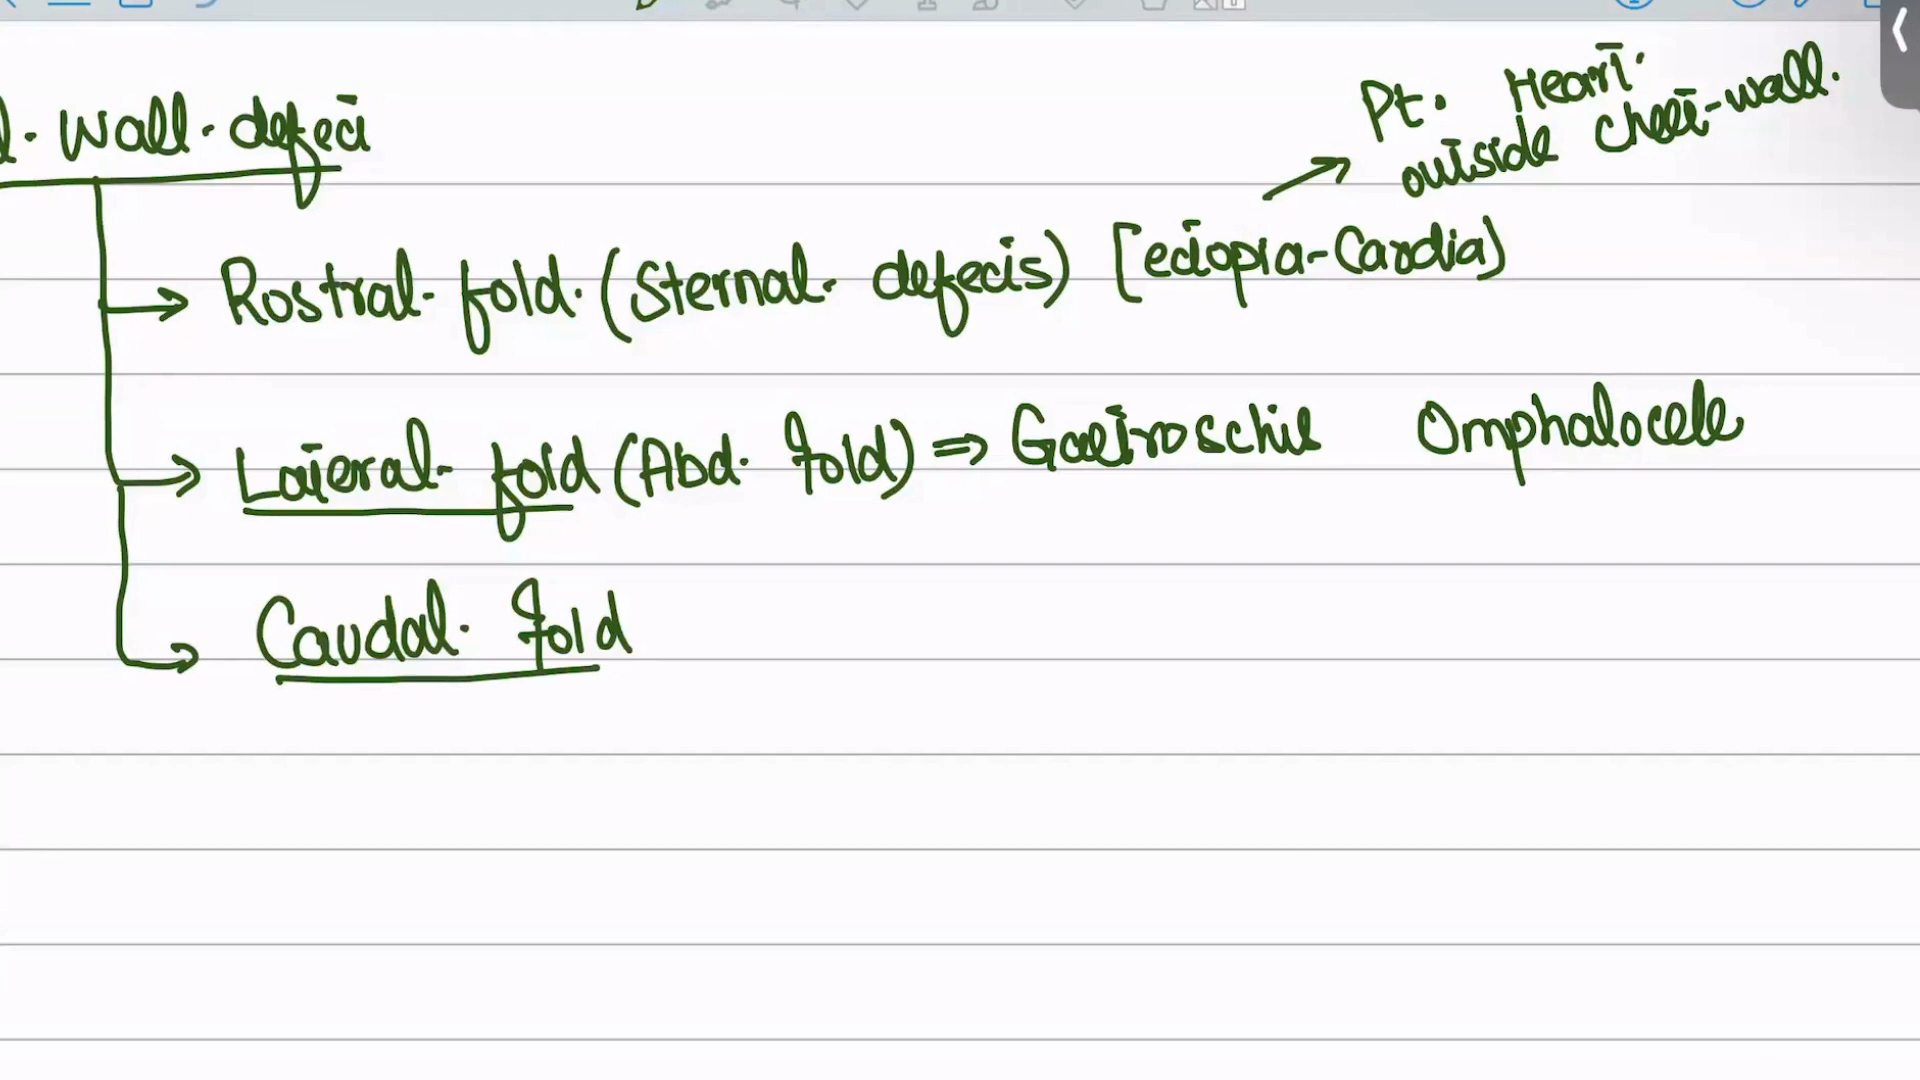 Pt. Heart.
outside chest-wall.
l. wall. defect
Rostral. fold. (Sternal. defects) [ectopia-Cardia]
Lateral- fold (Abd. fold) ⇒ Gastroschis Omphalocele
Caudal. fold